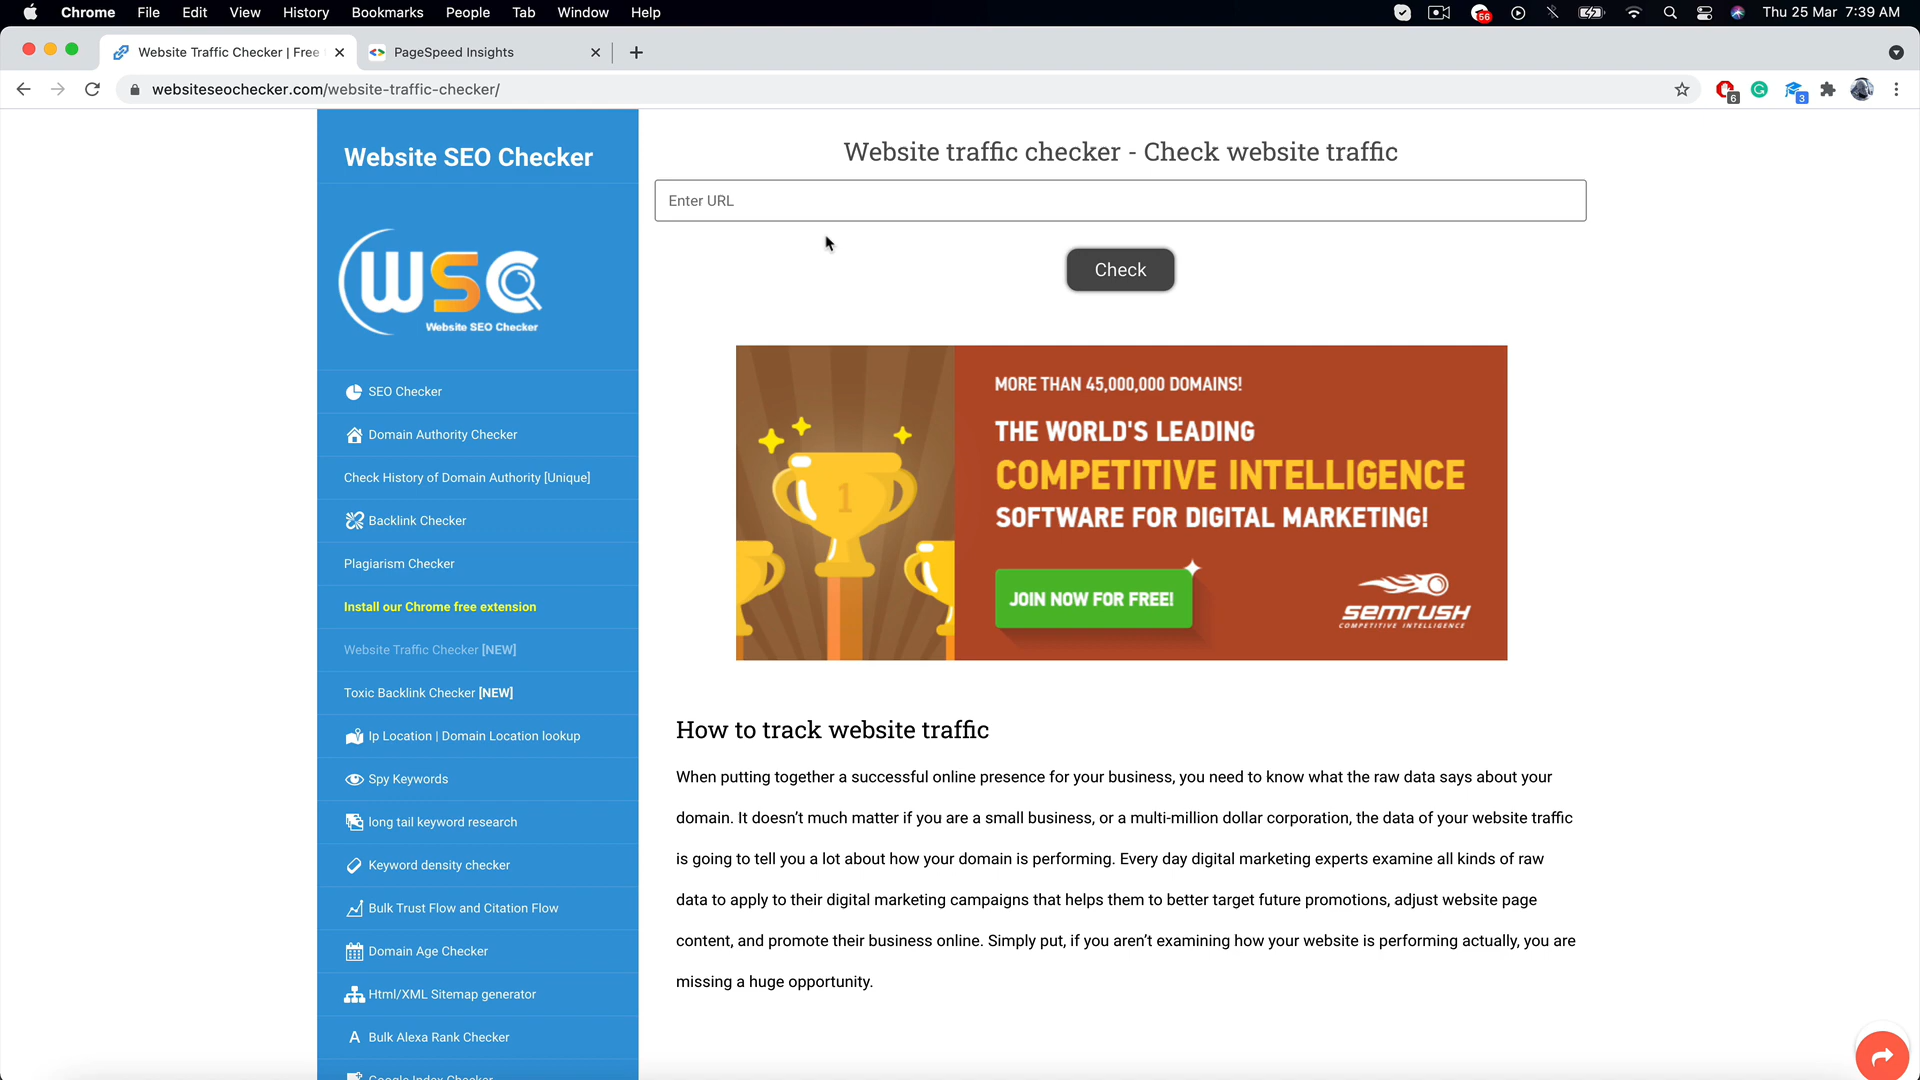 Chrome File Edit View History Bookmarks People Tab Window Help
56
Thu 25 Mar 7:39 AM
Website Traffic Checker | Free
PageSpeed Insights
websiteseochecker.com/website-traffic-checker/
6
3
Website SEO Checker
WSC
Website SEO Checker
SEO Checker
Domain Authority Checker
Check History of Domain Authority [Unique]
Backlink Checker
Plagiarism Checker
Install our Chrome free extension
Website Traffic Checker [NEW]
Toxic Backlink Checker [NEW]
Ip Location | Domain Location lookup
Spy Keywords
long tail keyword research
Keyword density checker
Bulk Trust Flow and Citation Flow
Domain Age Checker
Html/XML Sitemap generator
A Bulk Alexa Rank Checker
Google Index Checker
Website traffic checker - Check website traffic
Enter URL
Check
1
MORE THAN 45,000,000 DOMAINS!
THE WORLD'S LEADING
COMPETITIVE INTELLIGENCE
SOFTWARE FOR DIGITAL MARKETING!
JOIN NOW FOR FREE!
SEMRUSH
COMPETITIVE INTELLIGENCE
How to track website traffic
When putting together a successful online presence for your business, you need to know what the raw data says about your
domain. It doesn't much matter if you are a small business, or a multi-million dollar corporation, the data of your website traffic
is going to tell you a lot about how your domain is performing. Every day digital marketing experts examine all kinds of raw
data to apply to their digital marketing campaigns that helps them to better target future promotions, adjust website page
content, and promote their business online. Simply put, if you aren't examining how your website is performing actually, you are
missing a huge opportunity.